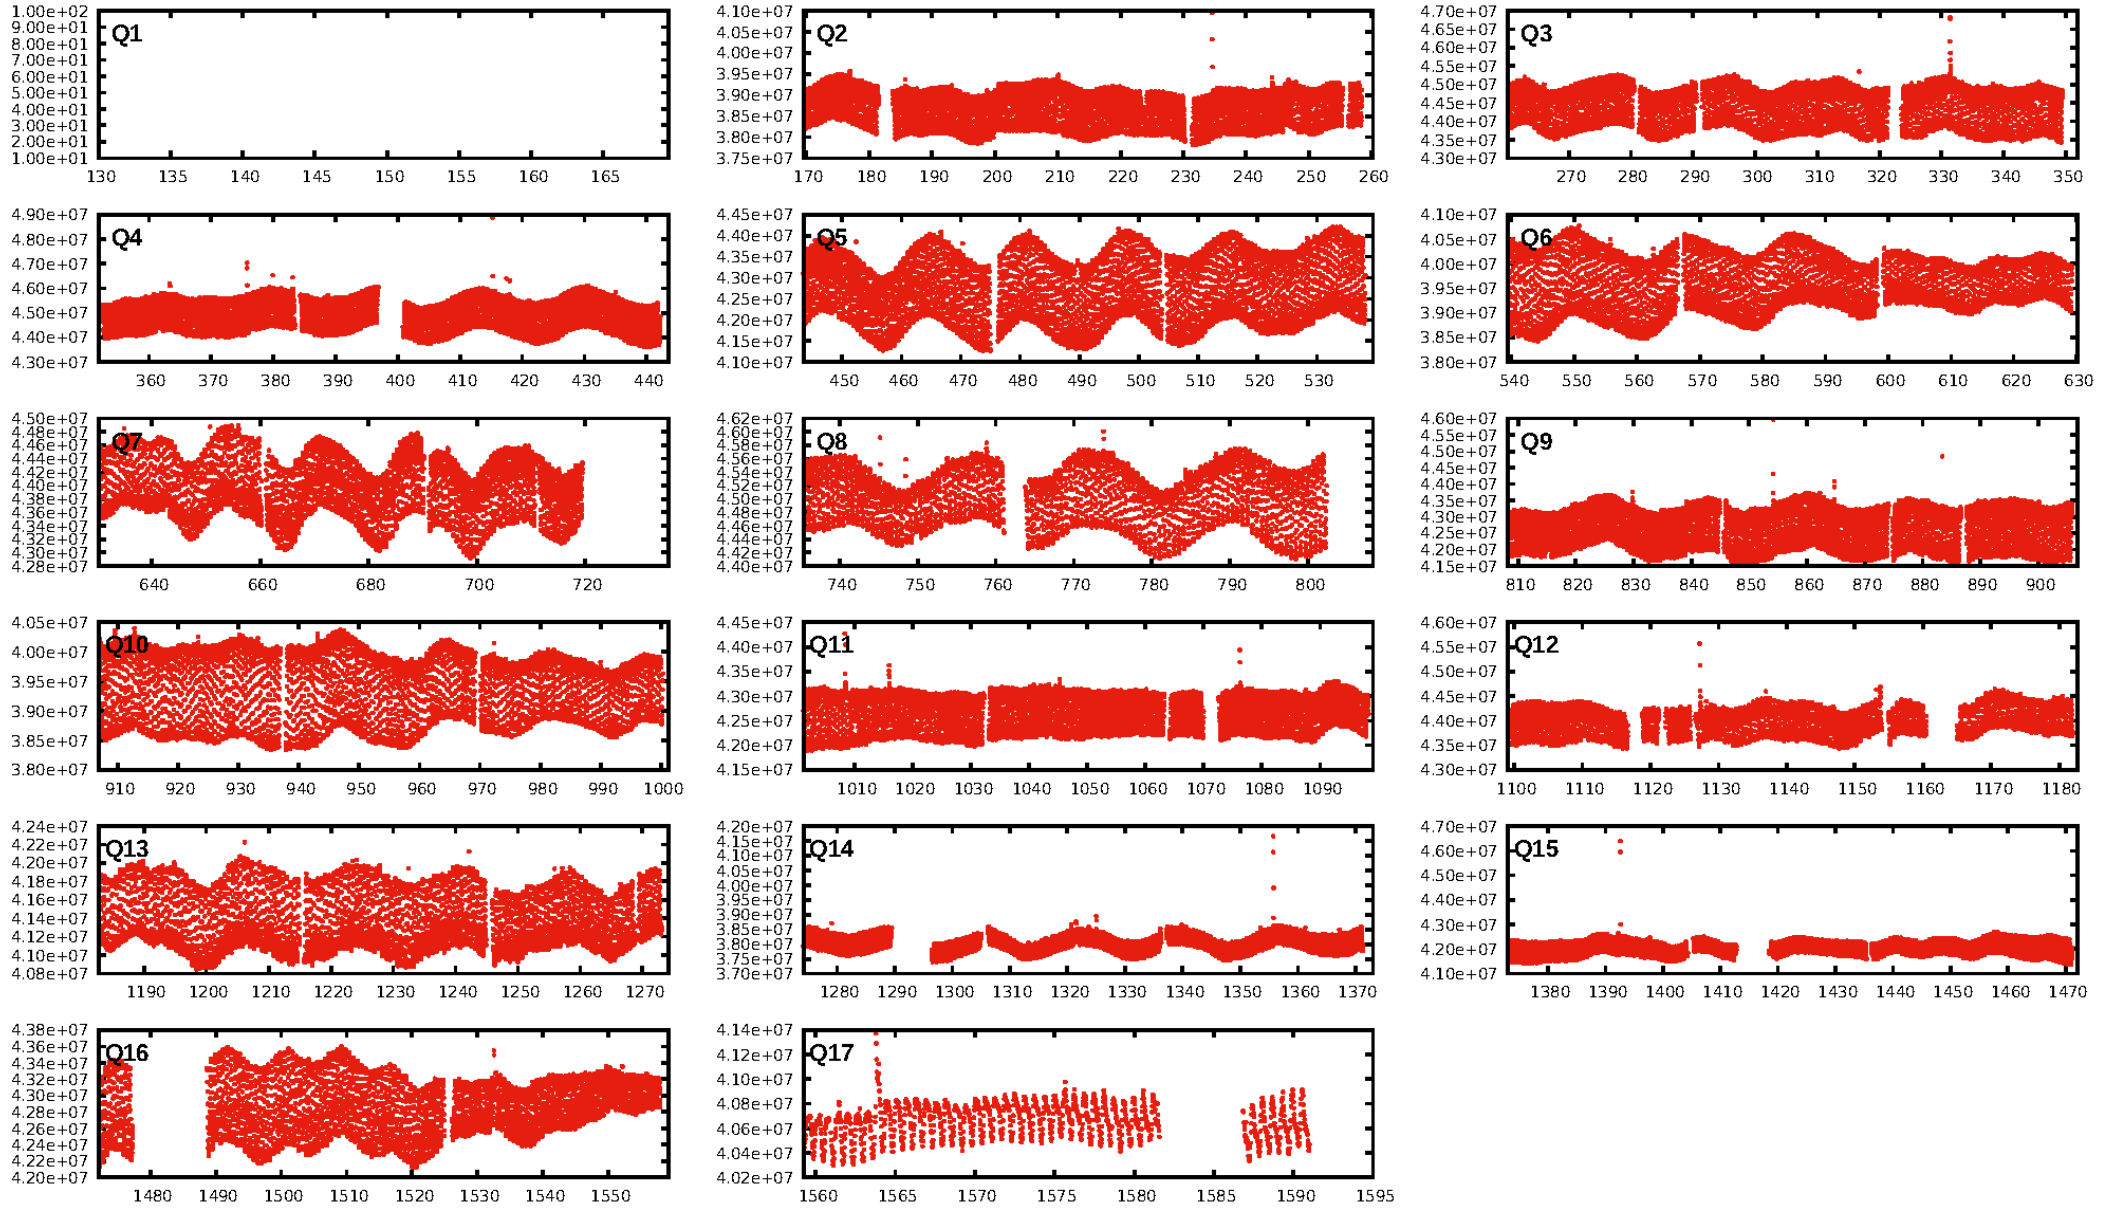 1.00e+02
9.00e+01
8.00e+01
7.00e+01
6.00e+01
5.00e+01
4.00e+01
3.00e+01
2.00e+01
1.00e+01
Q1
130 135 140 145 150 155 160 165
4.10e+07
4.05e+07
4.00e+07
3.95e+07
3.90e+07
3.85e+07
3.80e+07
3.75e+07
Q2
170 180 190 200 210 220 230 240 250 260
4.70e+07
4.65e+07
4.60e+07
4.55e+07
4.50e+07
4.45e+07
4.40e+07
4.35e+07
4.30e+07
Q3
270 280 290 300 310 320 330 340 350
4.90e+07
4.80e+07
4.70e+07
4.60e+07
4.50e+07
4.40e+07
4.30e+07
Q4
360 370 380 390 400 410 420 430 440
4.45e+07
4.40e+07
4.35e+07
4.30e+07
4.25e+07
4.20e+07
4.15e+07
4.10e+07
Q5
450 460 470 480 490 500 510 520 530
4.10e+07
4.05e+07
4.00e+07
3.95e+07
3.90e+07
3.85e+07
3.80e+07
Q6
540 550 560 570 580 590 600 610 620 630
4.50e+07
4.48e+07
4.46e+07
4.44e+07
4.42e+07
4.40e+07
4.38e+07
4.36e+07
4.34e+07
4.32e+07
4.30e+07
4.28e+07
Q7
640 660 680 700 720
4.62e+07
4.60e+07
4.58e+07
4.56e+07
4.54e+07
4.52e+07
4.50e+07
4.48e+07
4.46e+07
4.44e+07
4.42e+07
4.40e+07
Q8
740 750 760 770 780 790 800
4.60e+07
4.55e+07
4.50e+07
4.45e+07
4.40e+07
4.35e+07
4.30e+07
4.25e+07
4.20e+07
4.15e+07
Q9
810 820 830 840 850 860 870 880 890 900
4.05e+07
4.00e+07
3.95e+07
3.90e+07
3.85e+07
3.80e+07
Q10
910 920 930 940 950 960 970 980 990 1000
4.45e+07
4.40e+07
4.35e+07
4.30e+07
4.25e+07
4.20e+07
4.15e+07
Q11
1010 1020 1030 1040 1050 1060 1070 1080 1090
4.60e+07
4.55e+07
4.50e+07
4.45e+07
4.40e+07
4.35e+07
4.30e+07
Q12
1100 1110 1120 1130 1140 1150 1160 1170 1180
4.24e+07
4.22e+07
4.20e+07
4.18e+07
4.16e+07
4.14e+07
4.12e+07
4.10e+07
4.08e+07
Q13
1190 1200 1210 1220 1230 1240 1250 1260 1270
4.20e+07
4.15e+07
4.10e+07
4.05e+07
4.00e+07
3.95e+07
3.90e+07
3.85e+07
3.80e+07
3.75e+07
3.70e+07
Q14
1280 1290 1300 1310 1320 1330 1340 1350 1360 1370
4.70e+07
4.60e+07
4.50e+07
4.40e+07
4.30e+07
4.20e+07
4.10e+07
Q15
1380 1390 1400 1410 1420 1430 1440 1450 1460 1470
4.38e+07
4.36e+07
4.34e+07
4.32e+07
4.30e+07
4.28e+07
4.26e+07
4.24e+07
4.22e+07
4.20e+07
Q16
1480 1490 1500 1510 1520 1530 1540 1550
4.14e+07
4.12e+07
4.10e+07
4.08e+07
4.06e+07
4.04e+07
4.02e+07
Q17
1560 1565 1570 1575 1580 1585 1590 1595